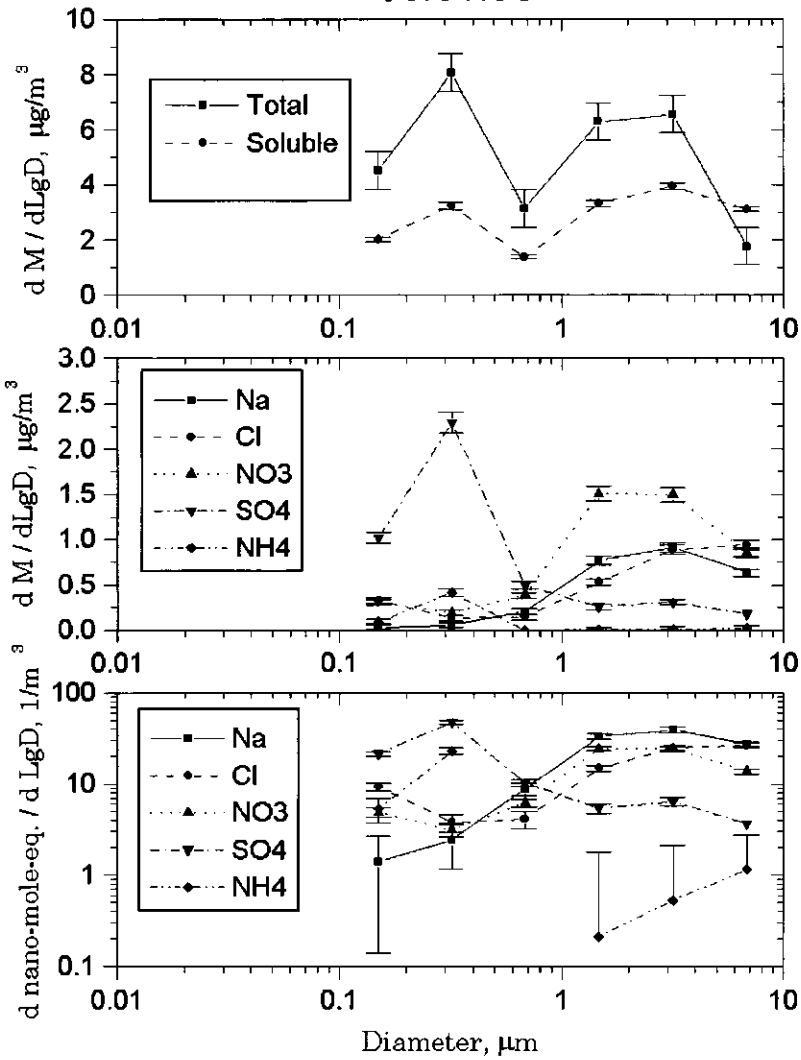 10
8
6
4
2
0
d M / dLgD, µg/m³
Total
Soluble
0.01
0.1
1
10
3.0
2.5
2.0
1.5
1.0
0.5
0.0
d M / dLgD, µg/m³
Na
Cl
NO3
SO4
NH4
0.01
0.1
1
10
100
10
1
0.1
d nano-mole-eq. / d LgD, 1/m³
Na
Cl
NO3
SO4
NH4
0.01
0.1
1
10
Diameter, µm